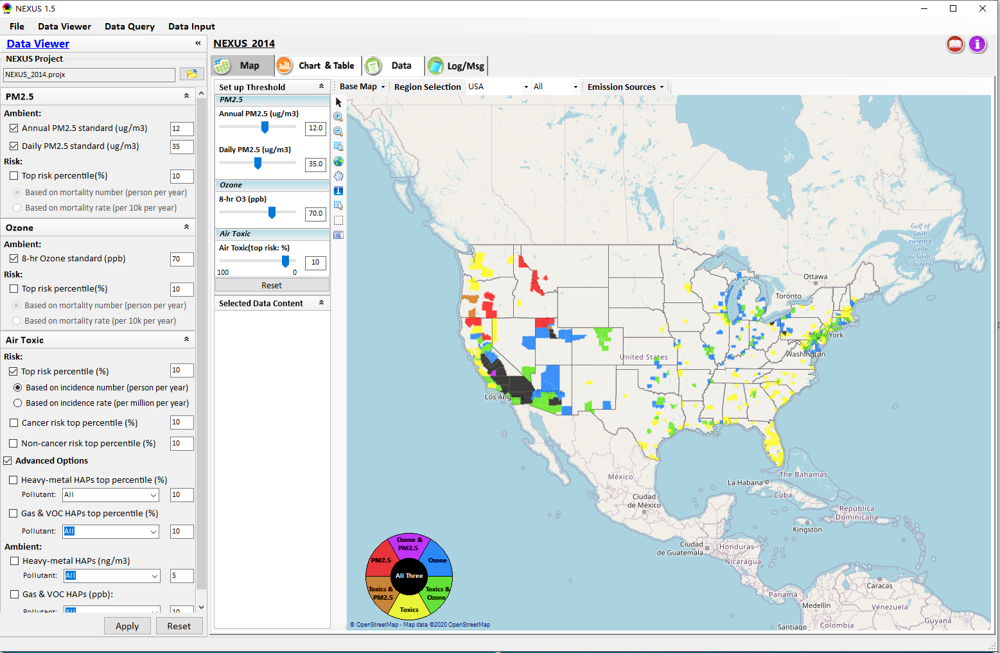 NEXUS 1.5
File Data Viewer Data Query Data Input
Data Viewer «
NEXUS Project
NEXUS_2014.projx
PM2.5
Ambient:
Annual PM2.5 standard (ug/m3) 12
Daily PM2.5 standard (ug/m3) 35
Risk:
Top risk percentile(%) 10
Based on mortality number (person per year)
Based on mortality rate (per 10k per year)
Ozone
Ambient:
8-hr Ozone standard (ppb) 70
Risk:
Top risk percentile(%) 10
Based on mortality number (person per year)
Based on mortality rate (per 10k per year)
Air Toxic
Risk:
Top risk percentile (%) 10
Based on incidence number (person per year)
Based on incidence rate (per million per year)
Cancer risk top percentile (%) 10
Non-cancer risk top percentile (%) 10
Advanced Options
Heavy-metal HAPs top percentile (%)
Pollutant: All 10
Gas & VOC HAPs top percentile (%)
Pollutant: All 10
Ambient:
Heavy-metal HAPs (ng/m3)
Pollutant: All 5
Gas & VOC HAPs (ppb):
Pollutant: All 10
Apply Reset
NEXUS_2014
Map Chart & Table Data Log/Msg
Set up Threshold
PM2.5
Annual PM2.5 (ug/m3)
12.0
Daily PM2.5 (ug/m3)
35.0
Ozone
8-hr O3 (ppb)
70.0
Air Toxic
Air Toxic(top risk: %)
10
100 0
Reset
Selected Data Content
Base Map Region Selection USA All Emission Sources
Gulf of
Saint
Lawrence /
Golfe
du Saint-
Laurent
Ottawa
Toronto
New York
Washington
United States
Phoenix
Los Angeles
México
Ciudad
de México
The Bahamas
La Habana
Cuba
República
Dominicana
Kingston
Ciudad
de Guatemala
Honduras
Nicaragua
Caracas
Panamá
Medellín
Venezuela
Guyana
Santiago
Colombia
Ozone &
PM2.5
PM2.5
Ozone
All Three
Toxics &
PM2.5
Toxics &
Ozone
Toxics
© OpenStreetMap - Map data ©2020 OpenStreetMap